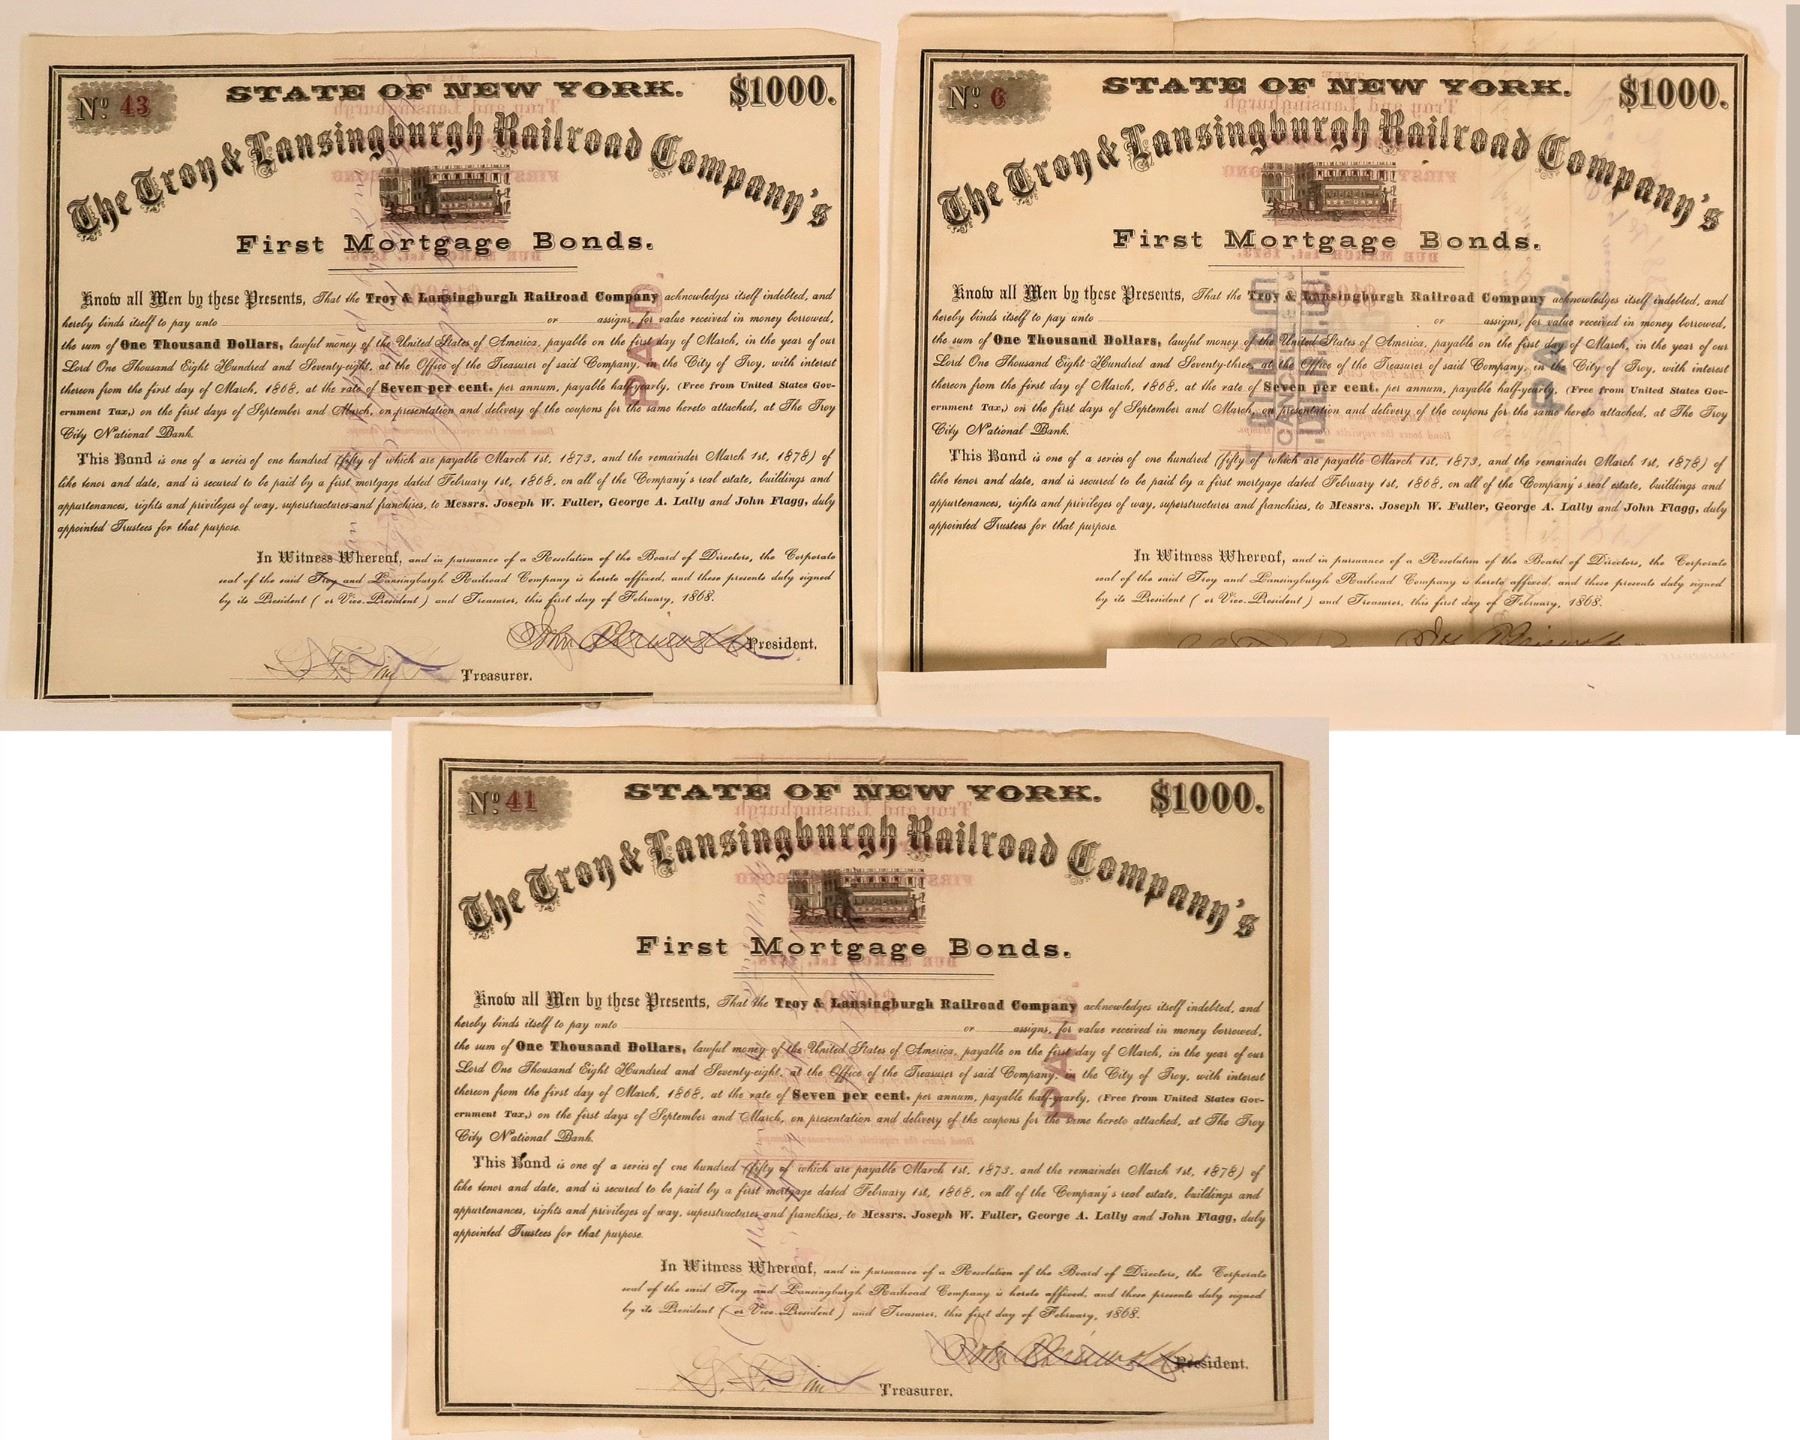 Nº 43
STATE OF NEW YORK.
$1000.
The Troy & Lansingburgh Railroad Company's
First Mortgage Bonds.
Know all Men by these Presents, That the Troy & Lansingburgh Railroad Company acknowledges itself indebted, and
hereby binds itself to pay unto or assigns, for value received in money borrowed,
the sum of One Thousand Dollars, lawful money of the United States of America, payable on the first day of March, in the year of our
Lord One Thousand Eight Hundred and Seventy-eight, at the Office of the Treasurer of said Company, in the City of Troy, with interest
thereon from the first day of March, 1868, at the rate of Seven per cent. per annum, payable half-yearly, (Free from United States Gov-
ernment Tax,) on the first days of September and March, on presentation and delivery of the coupons for the same hereto attached, at The Troy
City National Bank.
This Bond is one of a series of one hundred (fifty of which are payable March 1st, 1873, and the remainder March 1st, 1878) of
like tenor and date, and is secured to be paid by a first mortgage dated February 1st, 1868, on all of the Company's real estate, buildings and
appurtenances, rights and privileges of way, superstructures and franchises, to Messrs. Joseph W. Fuller, George A. Lally and John Flagg, duly
appointed Trustees for that purpose.
In Witness Whereof, and in pursuance of a Resolution of the Board of Directors, the Corporate
seal of the said Troy and Lansingburgh Railroad Company is hereto affixed, and these presents duly signed
by its President (or Vice-President) and Treasurer, this first day of February, 1868.
John A. Griswold President.
Treasurer.
PAID.
Nº 6
STATE OF NEW YORK.
$1000.
The Troy & Lansingburgh Railroad Company's
First Mortgage Bonds.
Know all Men by these Presents, That the Troy & Lansingburgh Railroad Company acknowledges itself indebted, and
hereby binds itself to pay unto or assigns, for value received in money borrowed,
the sum of One Thousand Dollars, lawful money of the United States of America, payable on the first day of March, in the year of our
Lord One Thousand Eight Hundred and Seventy-three, at the Office of the Treasurer of said Company, in the City of Troy, with interest
thereon from the first day of March, 1868, at the rate of Seven per cent. per annum, payable half-yearly, (Free from United States Gov-
ernment Tax,) on the first days of September and March, on presentation and delivery of the coupons for the same hereto attached, at The Troy
City National Bank.
This Bond is one of a series of one hundred (fifty of which are payable March 1st, 1873, and the remainder March 1st, 1878) of
like tenor and date, and is secured to be paid by a first mortgage dated February 1st, 1868, on all of the Company's real estate, buildings and
appurtenances, rights and privileges of way, superstructures and franchises, to Messrs. Joseph W. Fuller, George A. Lally and John Flagg, duly
appointed Trustees for that purpose.
In Witness Whereof, and in pursuance of a Resolution of the Board of Directors, the Corporate
seal of the said Troy and Lansingburgh Railroad Company is hereto affixed, and these presents duly signed
by its President (or Vice-President) and Treasurer, this first day of February, 1868.
PAID.
Nº 41
STATE OF NEW YORK.
$1000.
The Troy & Lansingburgh Railroad Company's
First Mortgage Bonds.
Know all Men by these Presents, That the Troy & Lansingburgh Railroad Company acknowledges itself indebted, and
hereby binds itself to pay unto or assigns, for value received in money borrowed,
the sum of One Thousand Dollars, lawful money of the United States of America, payable on the first day of March, in the year of our
Lord One Thousand Eight Hundred and Seventy-eight, at the Office of the Treasurer of said Company, in the City of Troy, with interest
thereon from the first day of March, 1868, at the rate of Seven per cent. per annum, payable half-yearly, (Free from United States Gov-
ernment Tax,) on the first days of September and March, on presentation and delivery of the coupons for the same hereto attached, at The Troy
City National Bank.
This Bond is one of a series of one hundred (fifty of which are payable March 1st, 1873, and the remainder March 1st, 1878) of
like tenor and date, and is secured to be paid by a first mortgage dated February 1st, 1868, on all of the Company's real estate, buildings and
appurtenances, rights and privileges of way, superstructures and franchises, to Messrs. Joseph W. Fuller, George A. Lally and John Flagg, duly
appointed Trustees for that purpose.
In Witness Whereof, and in pursuance of a Resolution of the Board of Directors, the Corporate
seal of the said Troy and Lansingburgh Railroad Company is hereto affixed, and these presents duly signed
by its President (or Vice-President) and Treasurer, this first day of February, 1868.
John A. Griswold President.
Treasurer.
PAID.